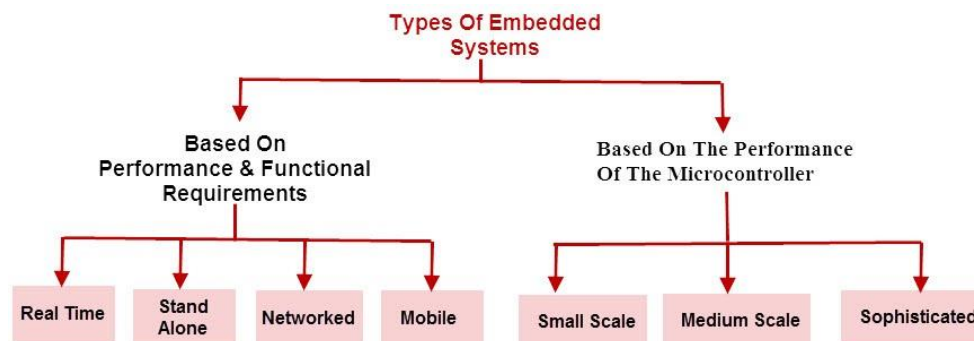 Types Of Embedded
Systems
Based On
Performance & Functional
Requirements
Based On The Performance
Of The Microcontroller
Real Time
Stand
Alone
Networked
Mobile
Small Scale
Medium Scale
Sophisticated